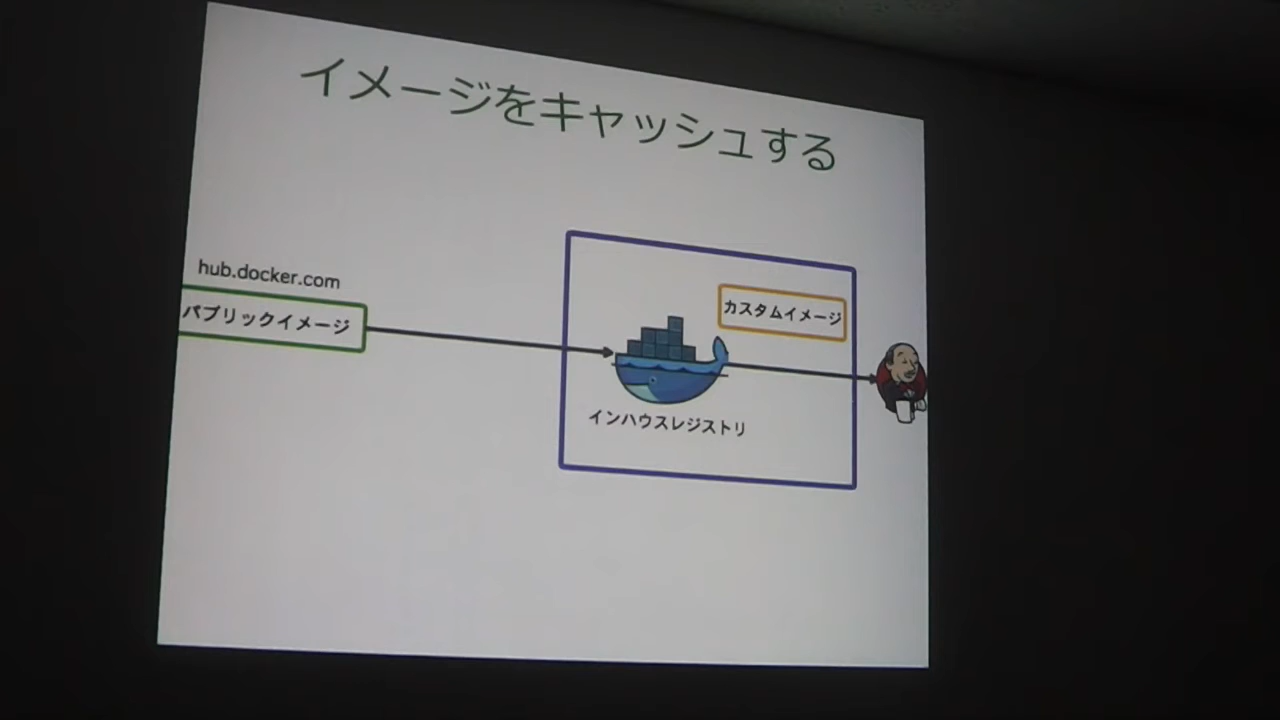 イメージをキャッシュする
hub.docker.com
パブリックイメージ
カスタムイメージ
インハウスレジストリ